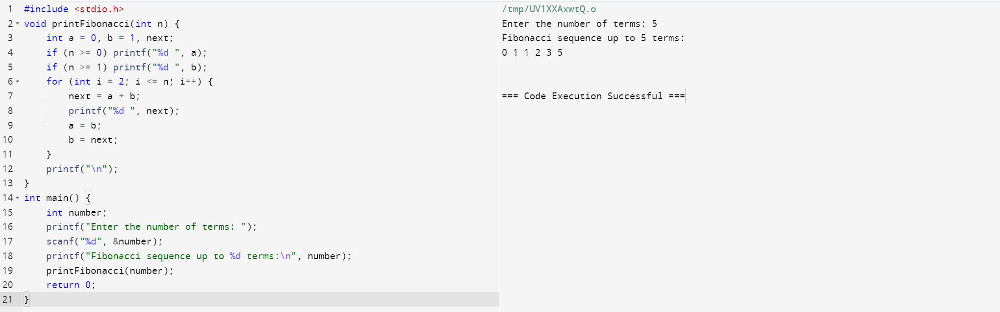 1 #include <stdio.h>
2 void printFibonacci(int n) {
3     int a = 0, b = 1, next;
4     if (n >= 0) printf("%d ", a);
5     if (n >= 1) printf("%d ", b);
6     for (int i = 2; i <= n; i++) {
7         next = a + b;
8         printf("%d ", next);
9         a = b;
10         b = next;
11     }
12     printf("\n");
13 }
14 int main() {
15     int number;
16     printf("Enter the number of terms: ");
17     scanf("%d", &number);
18     printf("Fibonacci sequence up to %d terms:\n", number);
19     printFibonacci(number);
20     return 0;
21 }
/tmp/UV1XXAxwtQ.o
Enter the number of terms: 5
Fibonacci sequence up to 5 terms:
0 1 1 2 3 5
=== Code Execution Successful ===